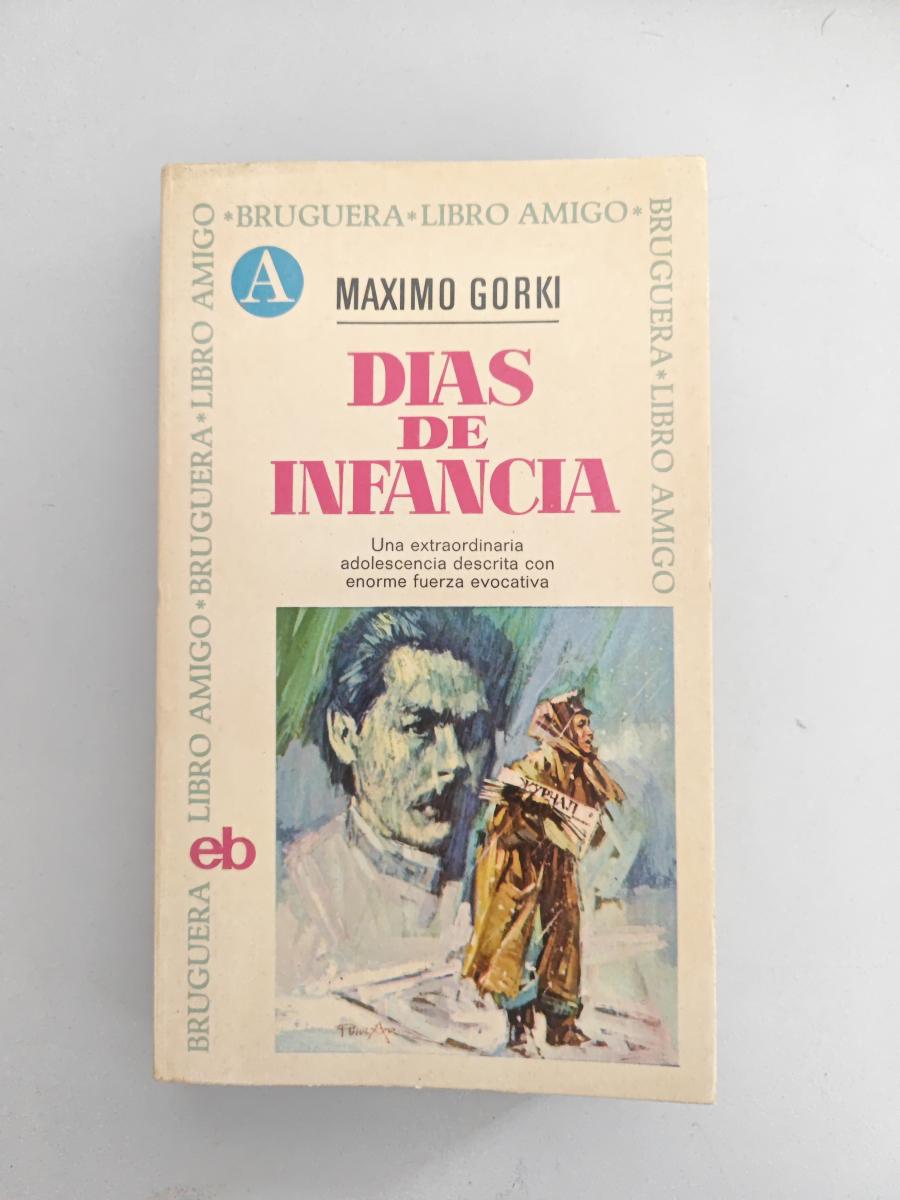 *BRUGUERA*LIBRO AMIGO*
BRUGUERA*LIBRO AMIGO
BRUGUERA LIBRO AMIGO*BRUGUERA*LIBRO AMIGO
A
MAXIMO GORKI
DIAS
DE
INFANCIA
Una extraordinaria
adolescencia descrita con
enorme fuerza evocativa
eb